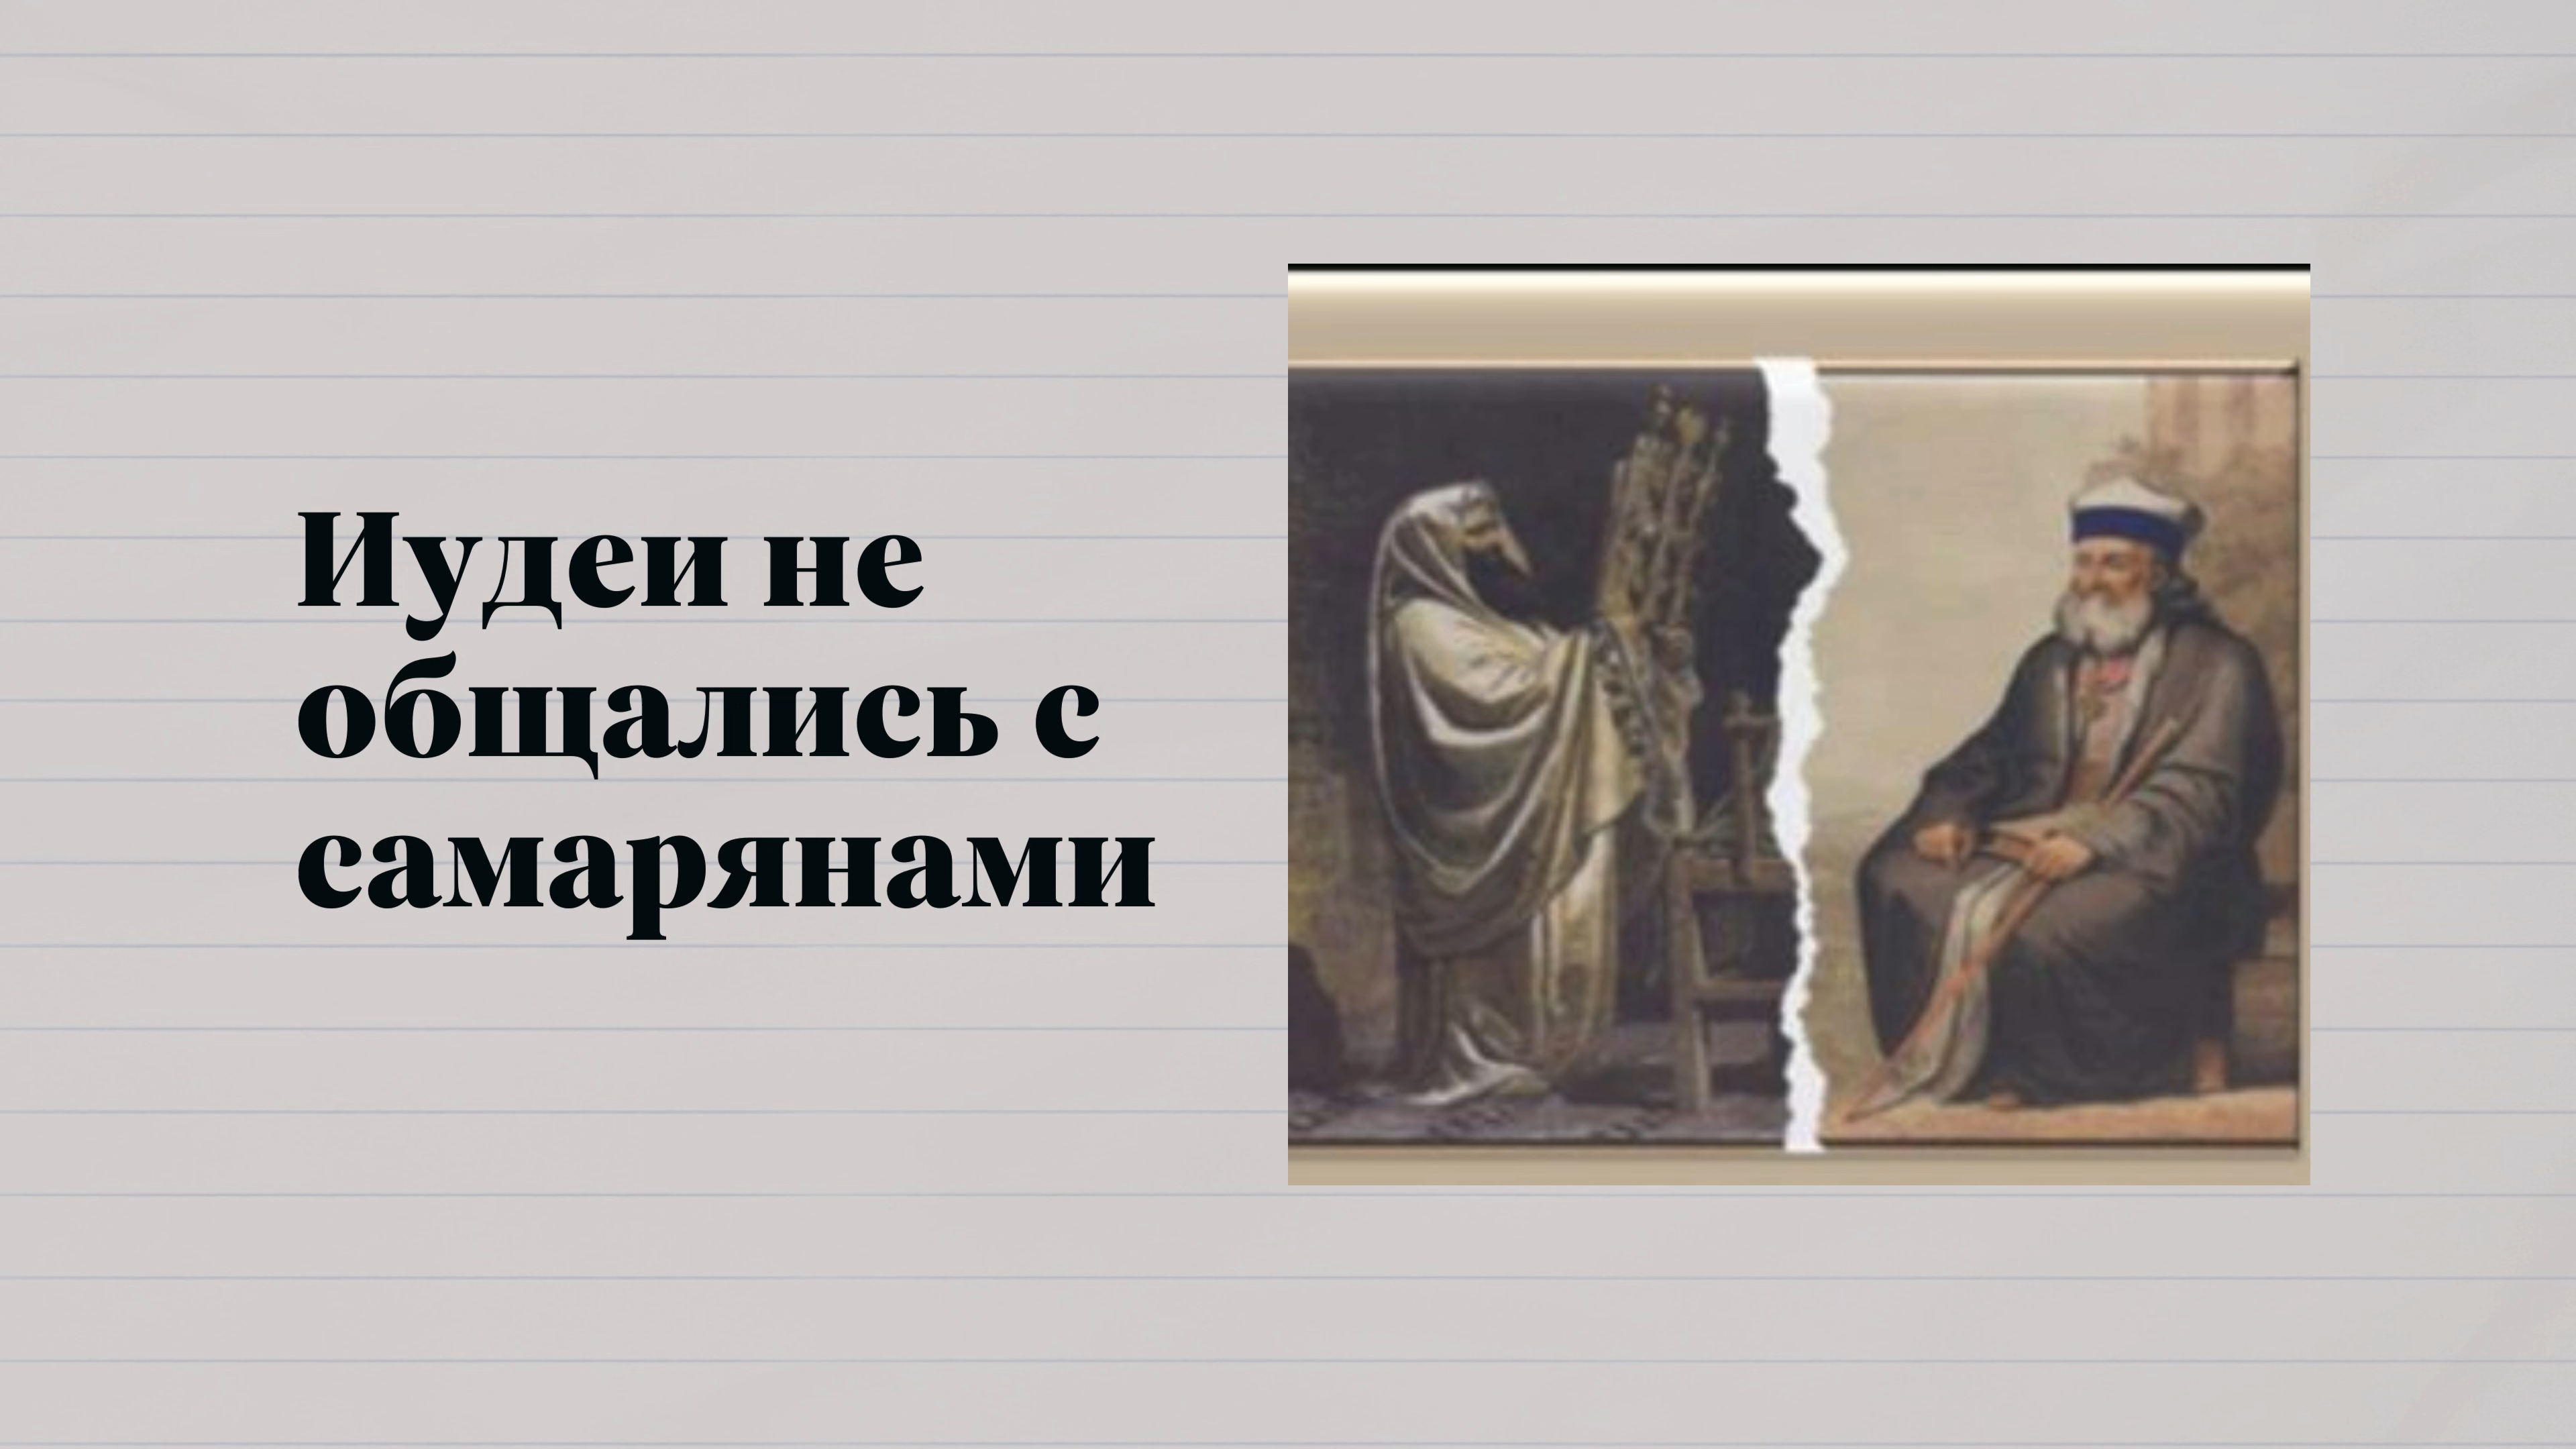 Иудеи не
общались с
самарянами